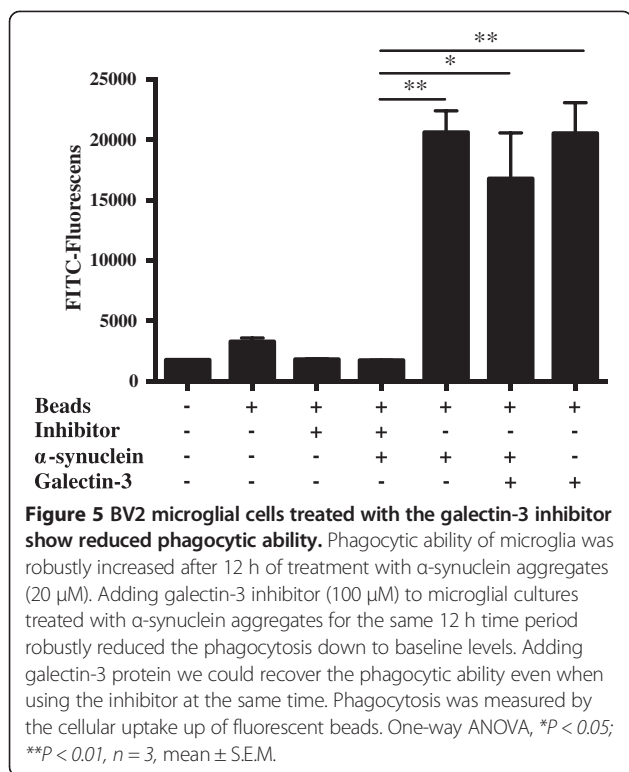 **
*
**
25000
20000
15000
10000
5000
0
FITC-Fluorescens
Beads - + + + + + +
Inhibitor - - + + - - -
α-synuclein - - - + + + -
Galectin-3 - - - - - + +
Figure 5 BV2 microglial cells treated with the galectin-3 inhibitor
show reduced phagocytic ability. Phagocytic ability of microglia was
robustly increased after 12 h of treatment with α-synuclein aggregates
(20 μM). Adding galectin-3 inhibitor (100 μM) to microglial cultures
treated with α-synuclein aggregates for the same 12 h time period
robustly reduced the phagocytosis down to baseline levels. Adding
galectin-3 protein we could recover the phagocytic ability even when
using the inhibitor at the same time. Phagocytosis was measured by
the cellular uptake up of fluorescent beads. One-way ANOVA, *P < 0.05;
**P < 0.01, n = 3, mean ± S.E.M.